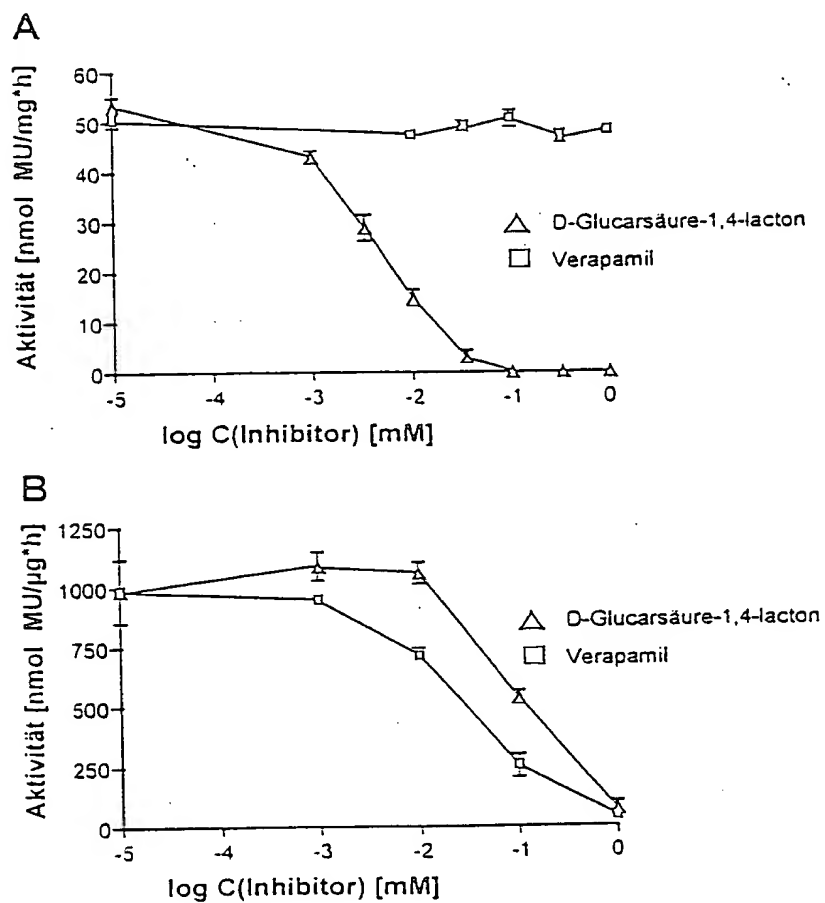 A
Aktivität [nmol MU/mg*h]
60
50
40
30
20
10
0
-5
-4
-3
-2
-1
0
log C(Inhibitor) [mM]
D-Glucarsäure-1,4-lacton
Verapamil
B
Aktivität [nmol MU/µg*h]
1250
1000
750
500
250
0
-5
-4
-3
-2
-1
0
log C(Inhibitor) [mM]
D-Glucarsäure-1,4-lacton
Verapamil